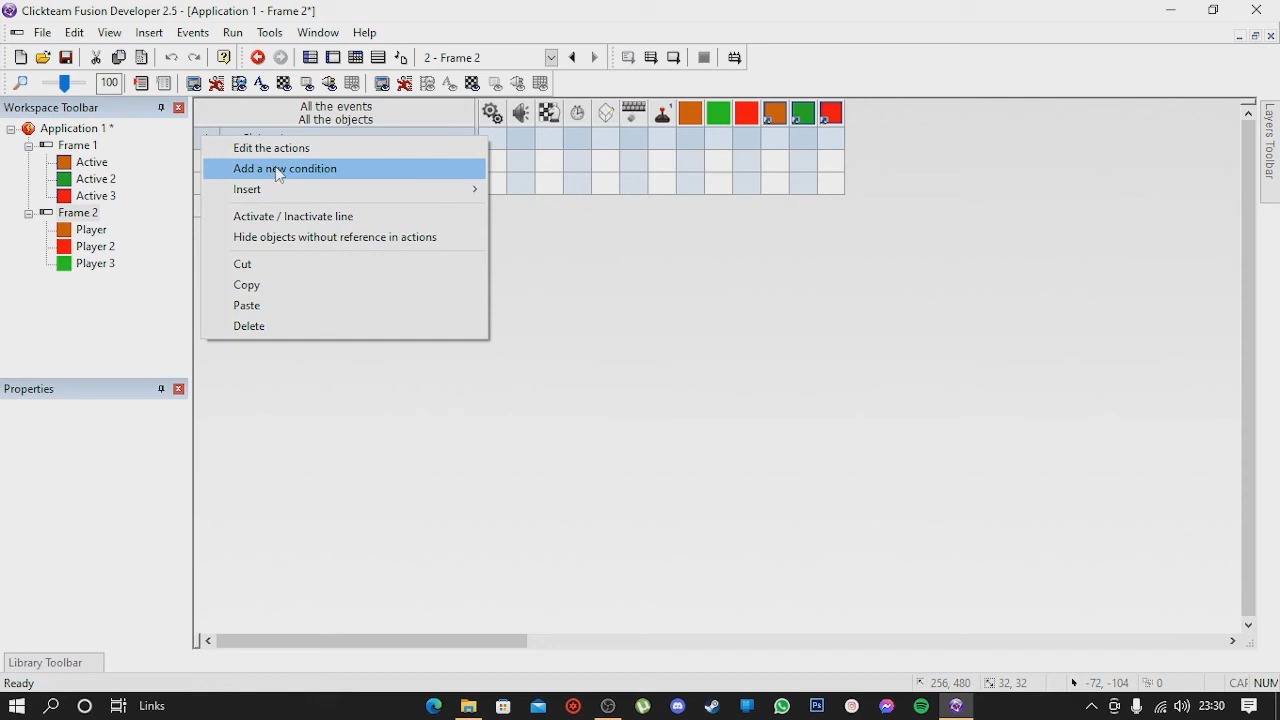 Clickteam Fusion Developer 2.5 - [Application 1 - Frame 2*]
File Edit View Insert Events Run Tools Window Help
2 - Frame 2
100
Workspace Toolbar
Application 1 *
Frame 1
Active
Active 2
Active 3
Frame 2
Player
Player 2
Player 3
All the events
All the objects
Edit the actions
Add a new condition
Insert
Activate / Inactivate line
Hide objects without reference in actions
Cut
Copy
Paste
Delete
Layers Toolbar
Properties
Library Toolbar
Ready
256, 480
32, 32
-72, -104
0
CAP
NUM
Links
23:30